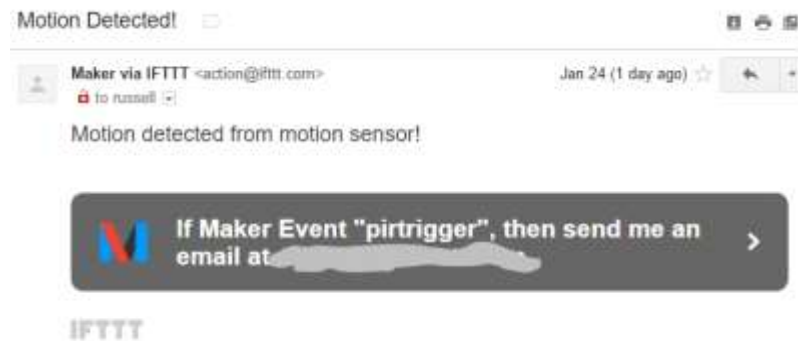 Motion Detected!
Maker via IFTTT <action@ifttt.com>
Jan 24 (1 day ago)
to russell
Motion detected from motion sensor!
If Maker Event "pirtrigger", then send me an
email at
IFTTT